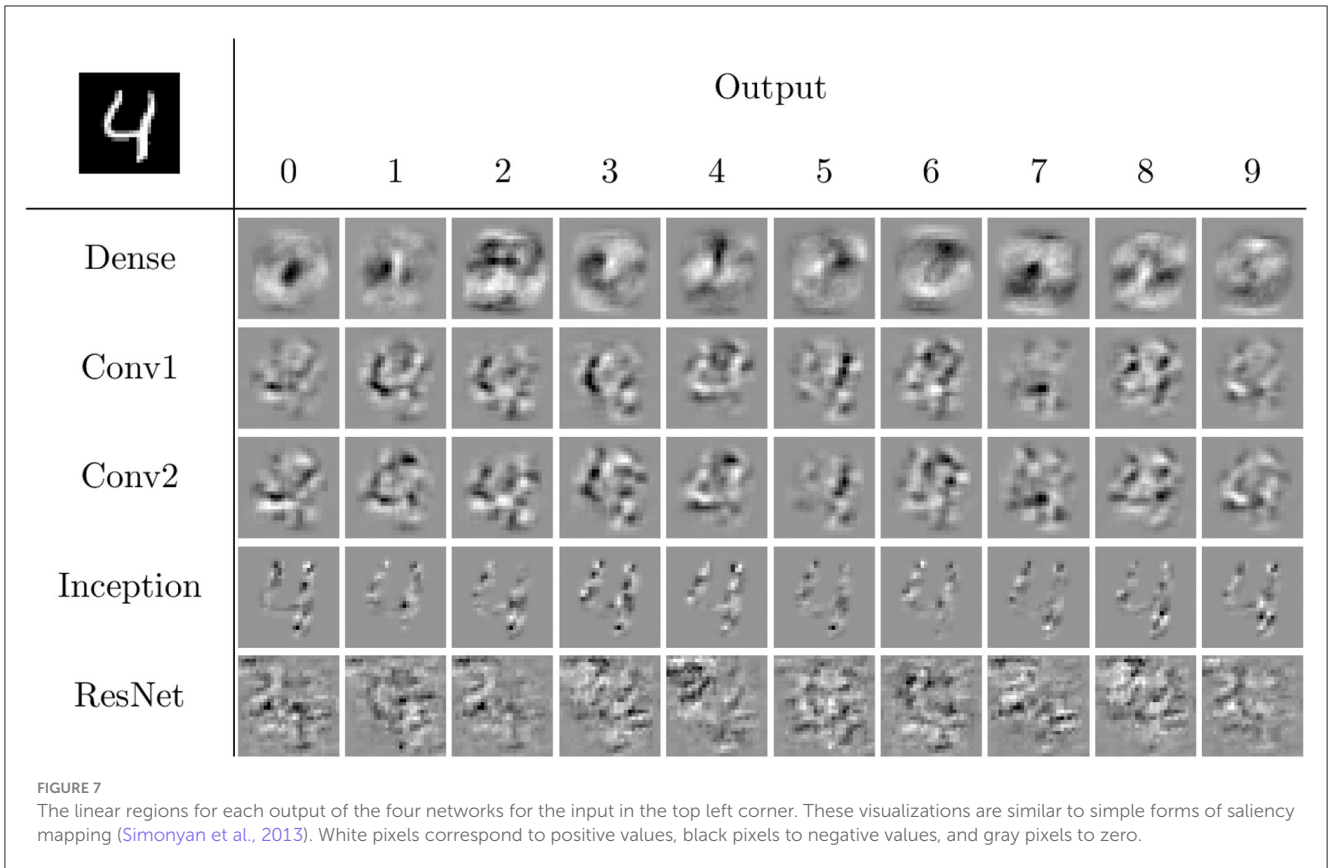 4
Output
0 1 2 3 4 5 6 7 8 9
Dense
Conv1
Conv2
Inception
ResNet
FIGURE 7
The linear regions for each output of the four networks for the input in the top left corner. These visualizations are similar to simple forms of saliency
mapping (Simonyan et al., 2013). White pixels correspond to positive values, black pixels to negative values, and gray pixels to zero.